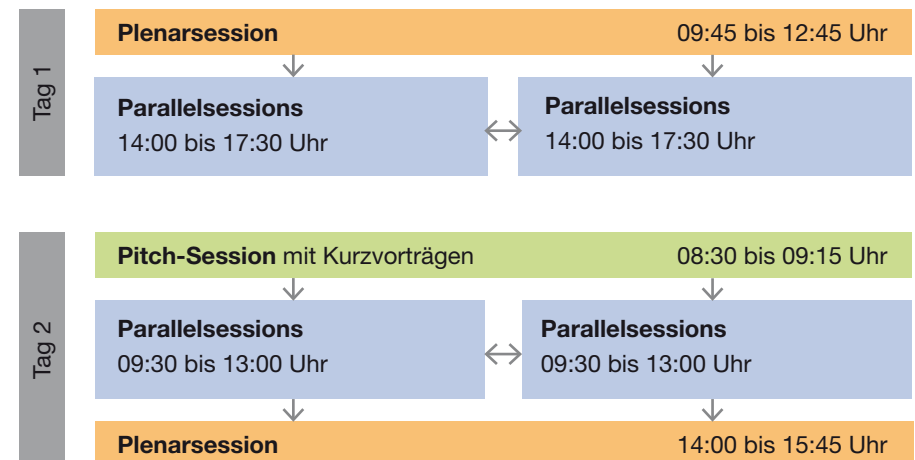 Tag 1
Plenarsession 09:45 bis 12:45 Uhr
Parallelsessions
14:00 bis 17:30 Uhr
Parallelsessions
14:00 bis 17:30 Uhr
Tag 2
Pitch-Session mit Kurzvorträgen 08:30 bis 09:15 Uhr
Parallelsessions
09:30 bis 13:00 Uhr
Parallelsessions
09:30 bis 13:00 Uhr
Plenarsession 14:00 bis 15:45 Uhr